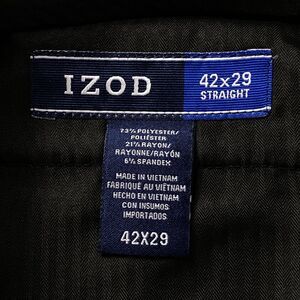 IZOD
42x29
STRAIGHT
73% POLYESTER/
POLIÉSTER
21% RAYON/
RAYONNE/RAYÓN
6% SPANDEX
MADE IN VIETNAM
FABRIQUÉ AU VIÊTNAM
HECHO EN VIETNAM
CON INSUMOS
IMPORTADOS
42X29